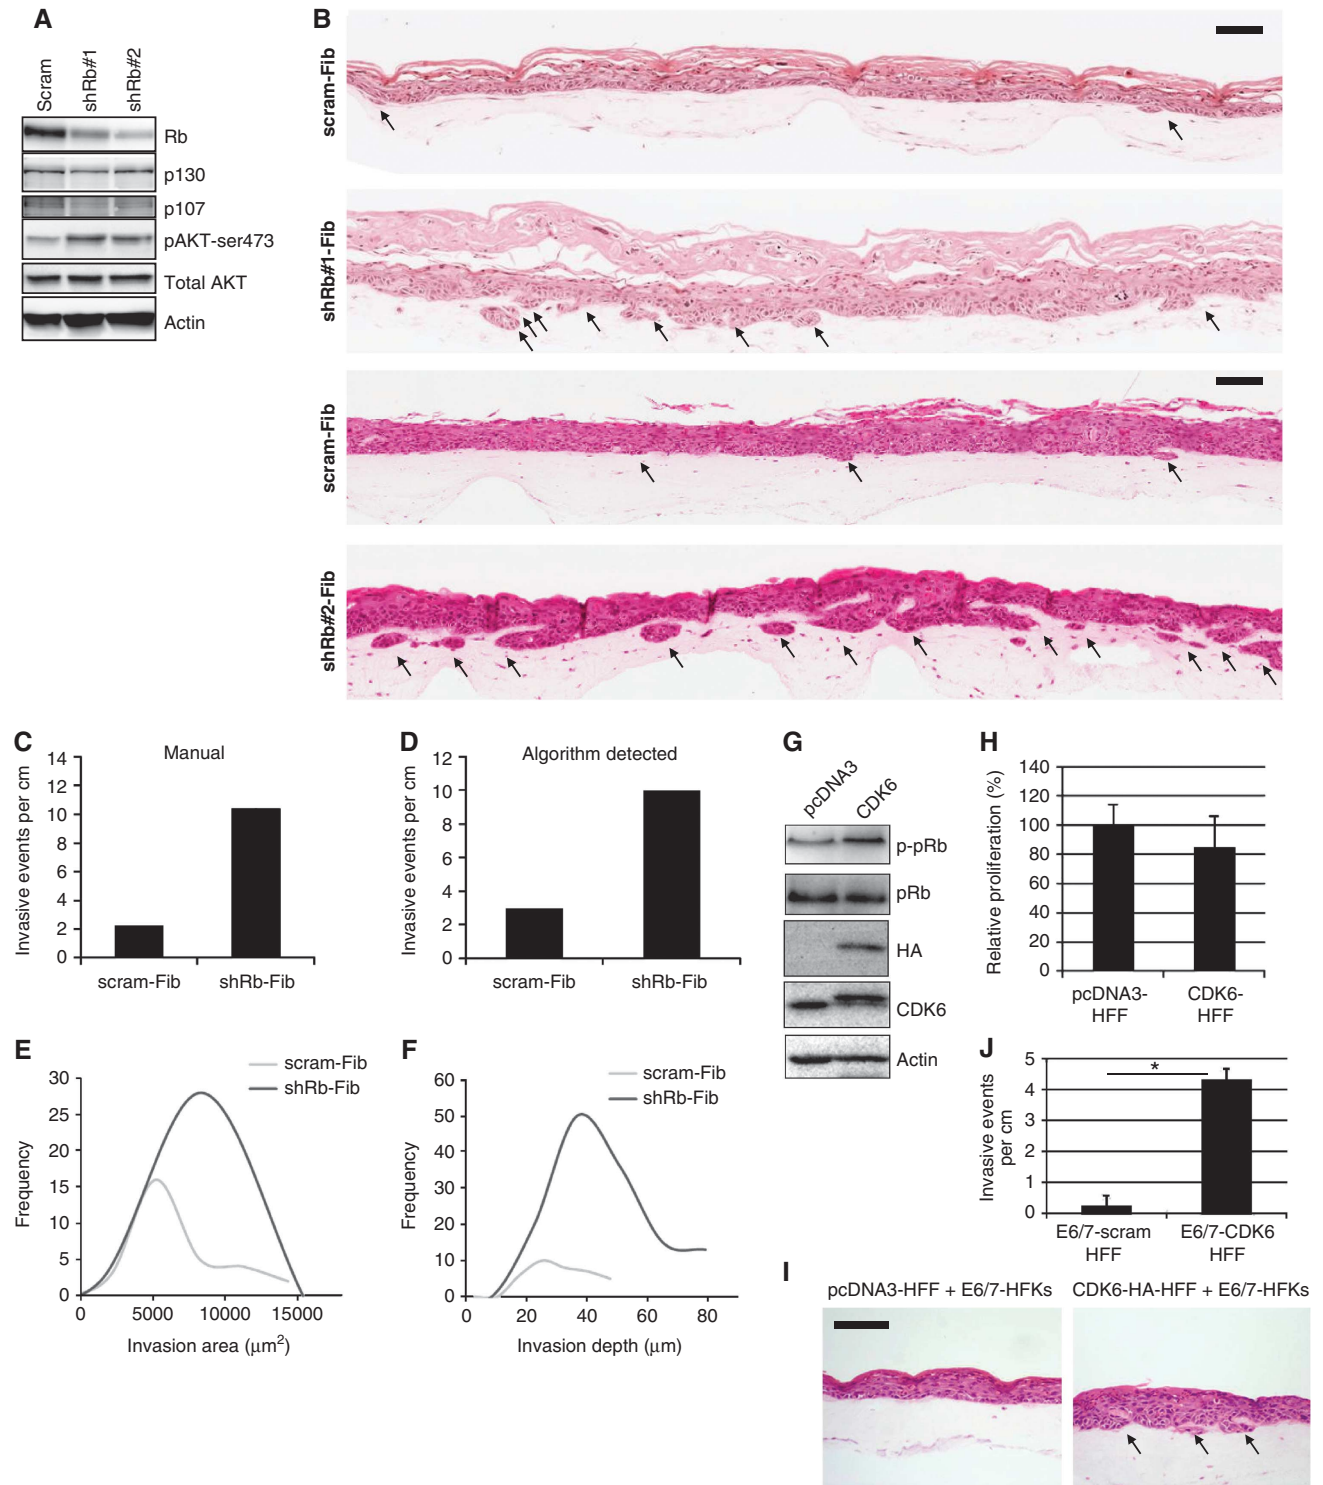 A
Scram
shRb#1
shRb#2
Rb
p130
p107
pAKT-ser473
Total AKT
Actin
B
scram-Fib
shRb#1-Fib
scram-Fib
shRb#2-Fib
C
Manual
Invasive events per cm
14
12
10
8
6
4
2
0
scram-Fib
shRb-Fib
D
Algorithm detected
Invasive events per cm
12
10
8
6
4
2
0
scram-Fib
shRb-Fib
E
scram-Fib
shRb-Fib
Frequency
30
25
20
15
10
5
0
0
5000
10000
15000
Invasion area (μm²)
F
scram-Fib
shRb-Fib
Frequency
60
50
40
30
20
10
0
0
20
40
60
80
Invasion depth (μm)
G
pcDNA3
CDK6
p-pRb
pRb
HA
CDK6
Actin
H
Relative proliferation (%)
140
120
100
80
60
40
20
0
pcDNA3-
HFF
CDK6-
HFF
J
Invasive events
per cm
5
4
3
2
1
0
*
E6/7-scram
HFF
E6/7-CDK6
HFF
I
pcDNA3-HFF + E6/7-HFKs
CDK6-HA-HFF + E6/7-HFKs